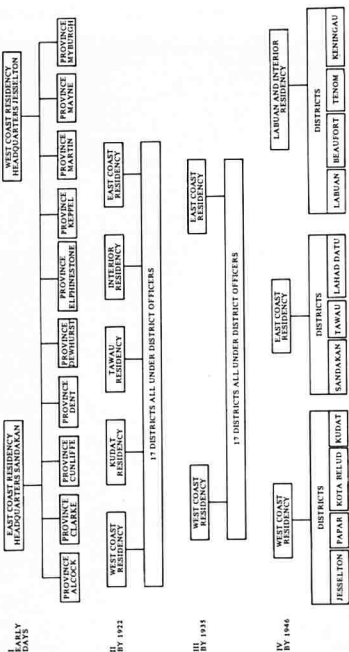 I
EARLY
DAYS
EAST COAST RESIDENCY
HEADQUARTERS SANDAKAN
WEST COAST RESIDENCY
HEADQUARTERS JESSELTON
PROVINCE
ALCOCK
PROVINCE
CLARKE
PROVINCE
CUNLIFFE
PROVINCE
DENT
PROVINCE
DEWHURST
PROVINCE
ELPHINESTONE
PROVINCE
KEPPEL
PROVINCE
MARTIN
PROVINCE
MAYNE
PROVINCE
MYBURGH
II
BY 1922
WEST COAST
RESIDENCY
KUDAT
RESIDENCY
TAWAU
RESIDENCY
INTERIOR
RESIDENCY
EAST COAST
RESIDENCY
17 DISTRICTS ALL UNDER DISTRICT OFFICERS
III
BY 1935
WEST COAST
RESIDENCY
EAST COAST
RESIDENCY
17 DISTRICTS ALL UNDER DISTRICT OFFICERS
IV
BY 1946
WEST COAST
RESIDENCY
EAST COAST
RESIDENCY
LABUAN AND INTERIOR
RESIDENCY
DISTRICTS
DISTRICTS
DISTRICTS
JESSELTON
PAPAR
KOTA BELUD
KUDAT
SANDAKAN
TAWAU
LAHAD DATU
LABUAN
BEAUFORT
TENOM
KENINGAU